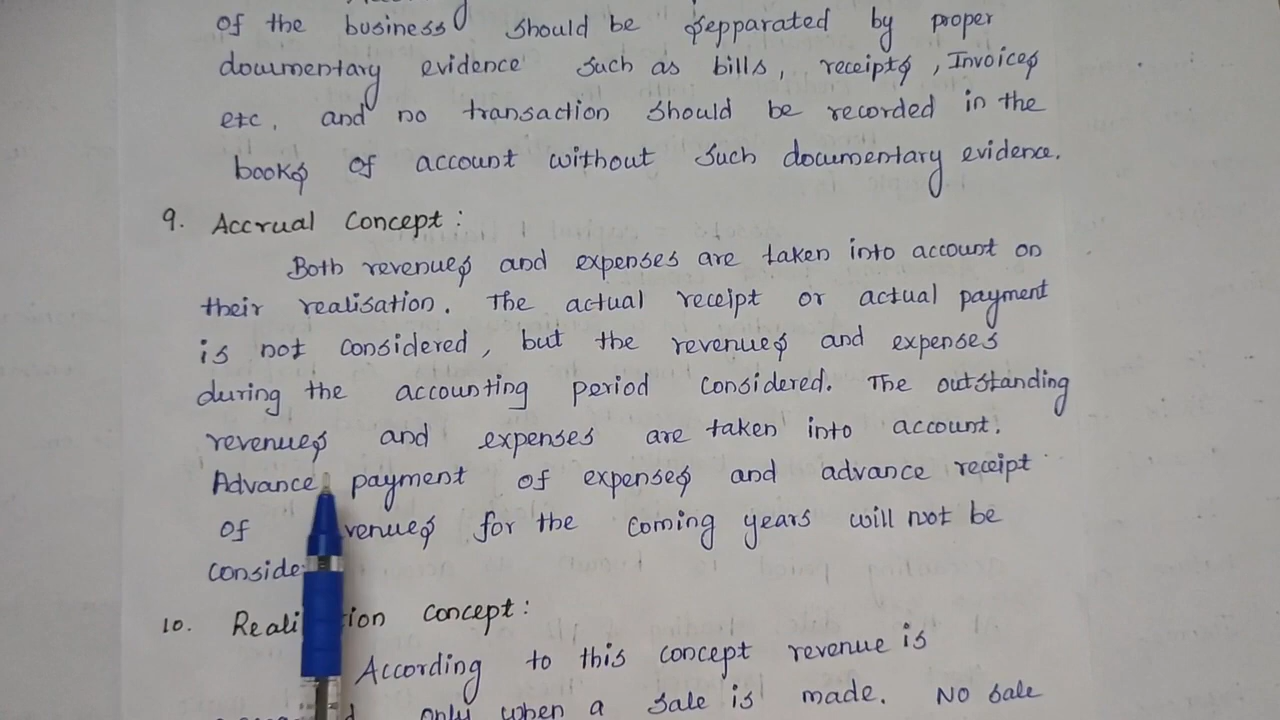 of the business should be sepparated by proper
documentary evidence such as bills, receipts, Invoices
etc. and no transaction should be recorded in the
books of account without such documentary evidence.
9. Accrual Concept:
Both revenues and expenses are taken into account on
their realisation. The actual receipt or actual payment
is not considered, but the revenues and expenses
during the accounting period considered. The outstanding
revenues and expenses are taken into account.
Advance payment of expenses and advance receipt
of venues for the coming years will not be
conside
10. Reali tion concept:
According to this concept revenue is
only when a sale is made. No sale